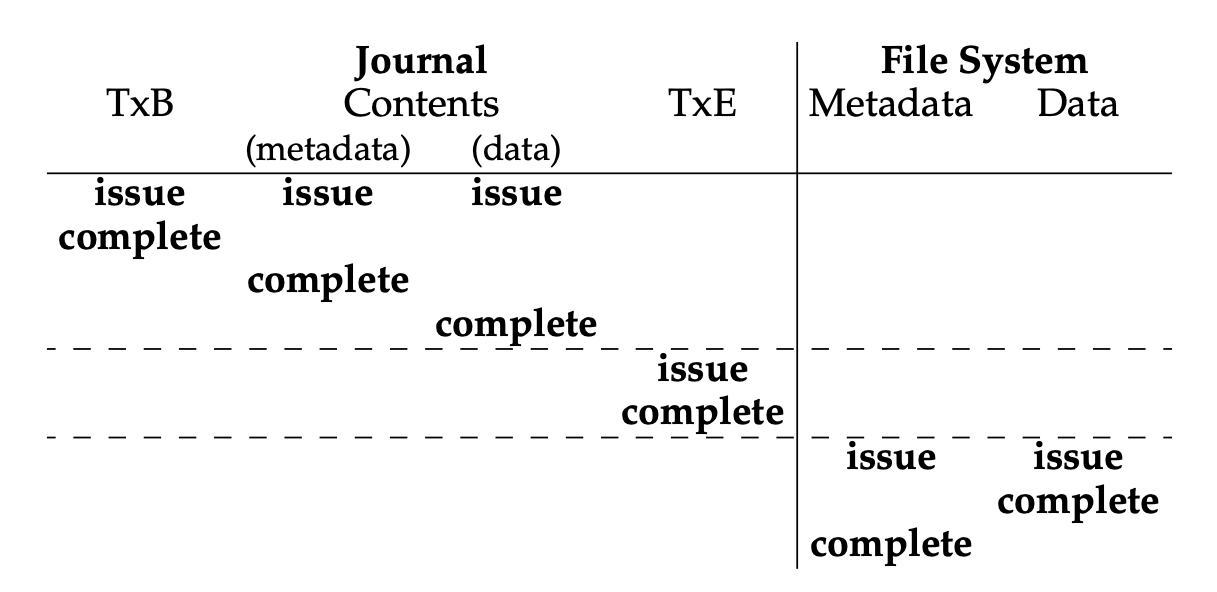 Journal File System
TxB Contents TxE Metadata Data
(metadata) (data)
issue issue issue
complete
complete
complete
issue
complete
issue issue
complete
complete